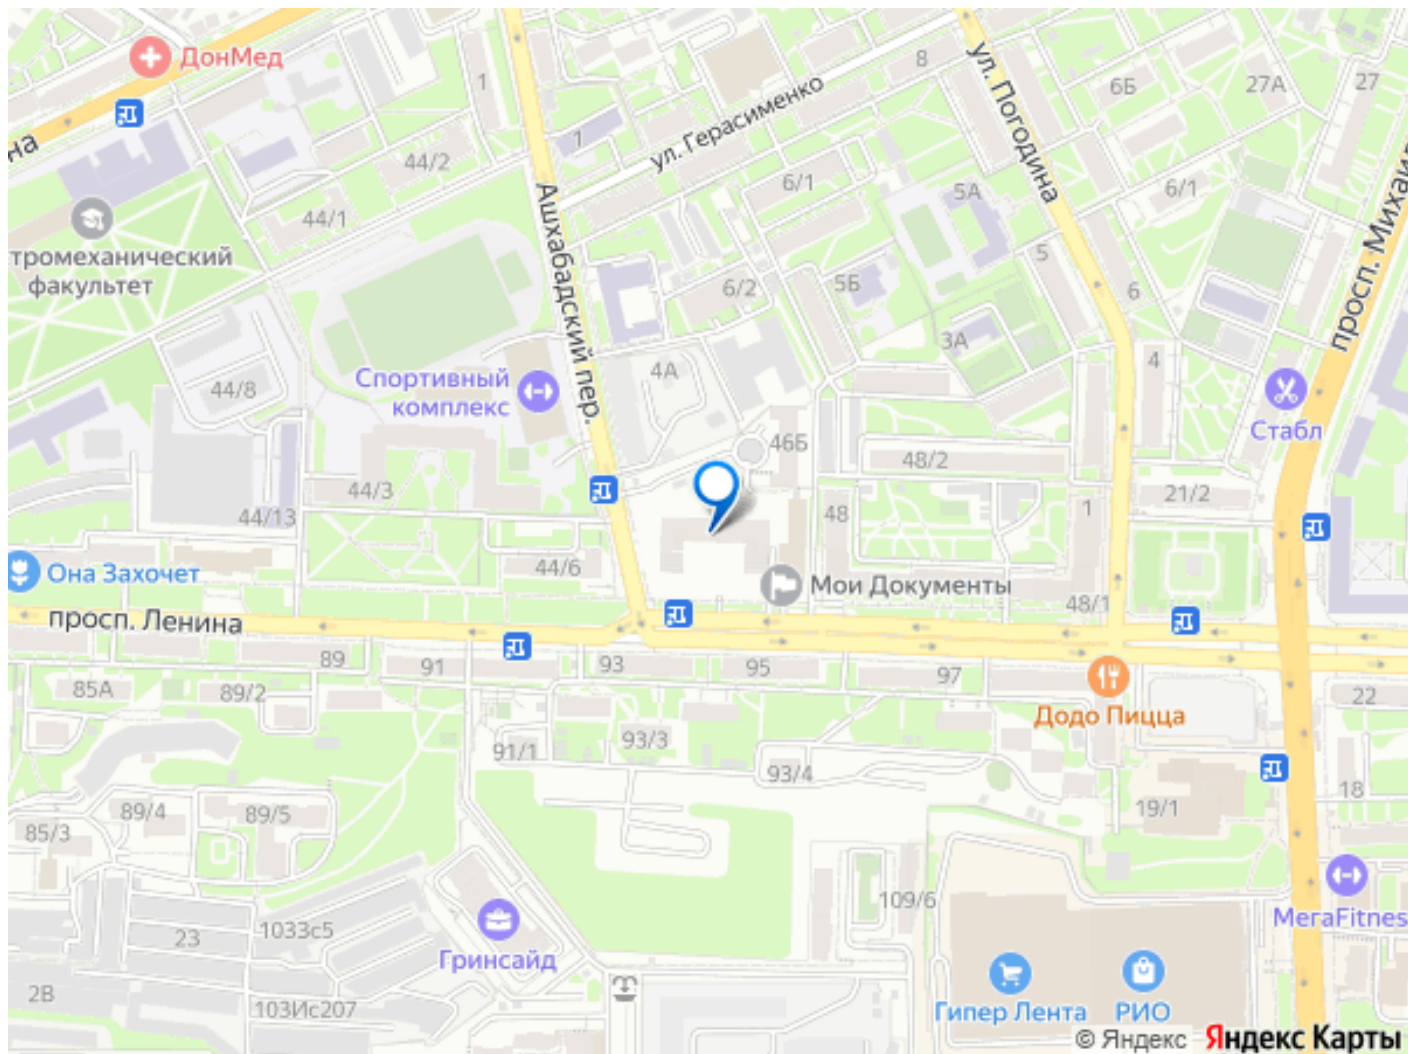 ДонМед
1
44/2
44/1
на
тромеханический
факультет
Ашхабадский пер.
1
ул. Герасименко
8
ул. Погодина
6Б
27А
27
6/1
5А
6/1
5
5Б
6/2
6
3А
4
просп. Михаил
Спортивный
комплекс
44/8
4А
46Б
48/2
Стабл
44/3
44/13
48
1
21/2
Она Захочет
44/6
Мои Документы
48/1
просп. Ленина
89
91
93
95
97
85А
89/2
22
Додо Пицца
91/1
93/3
93/4
18
19/1
89/4
89/5
85/3
109/6
МегаFitnes
23
1033с5
Гринсайд
2В
103Ис207
Гипер Лента
РИО
© Яндекс
Яндекс Карты